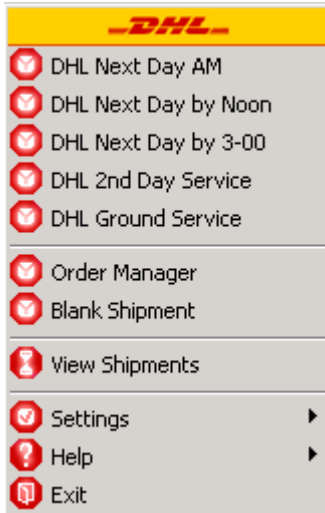 DHL
DHL Next Day AM
DHL Next Day by Noon
DHL Next Day by 3-00
DHL 2nd Day Service
DHL Ground Service
Order Manager
Blank Shipment
View Shipments
Settings
Help
Exit